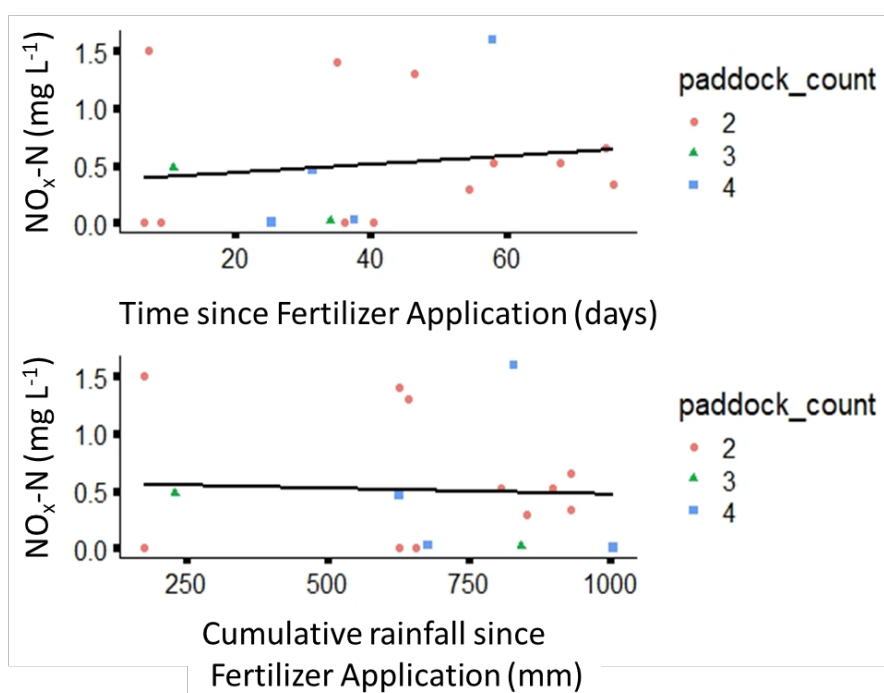 NOx-N (mg L-1)
1.5
1.0
0.5
0.0
20 40 60
Time since Fertilizer Application (days)
paddock_count
2
3
4
NOx-N (mg L-1)
1.5
1.0
0.5
0.0
250 500 750 1000
Cumulative rainfall since
Fertilizer Application (mm)
paddock_count
2
3
4